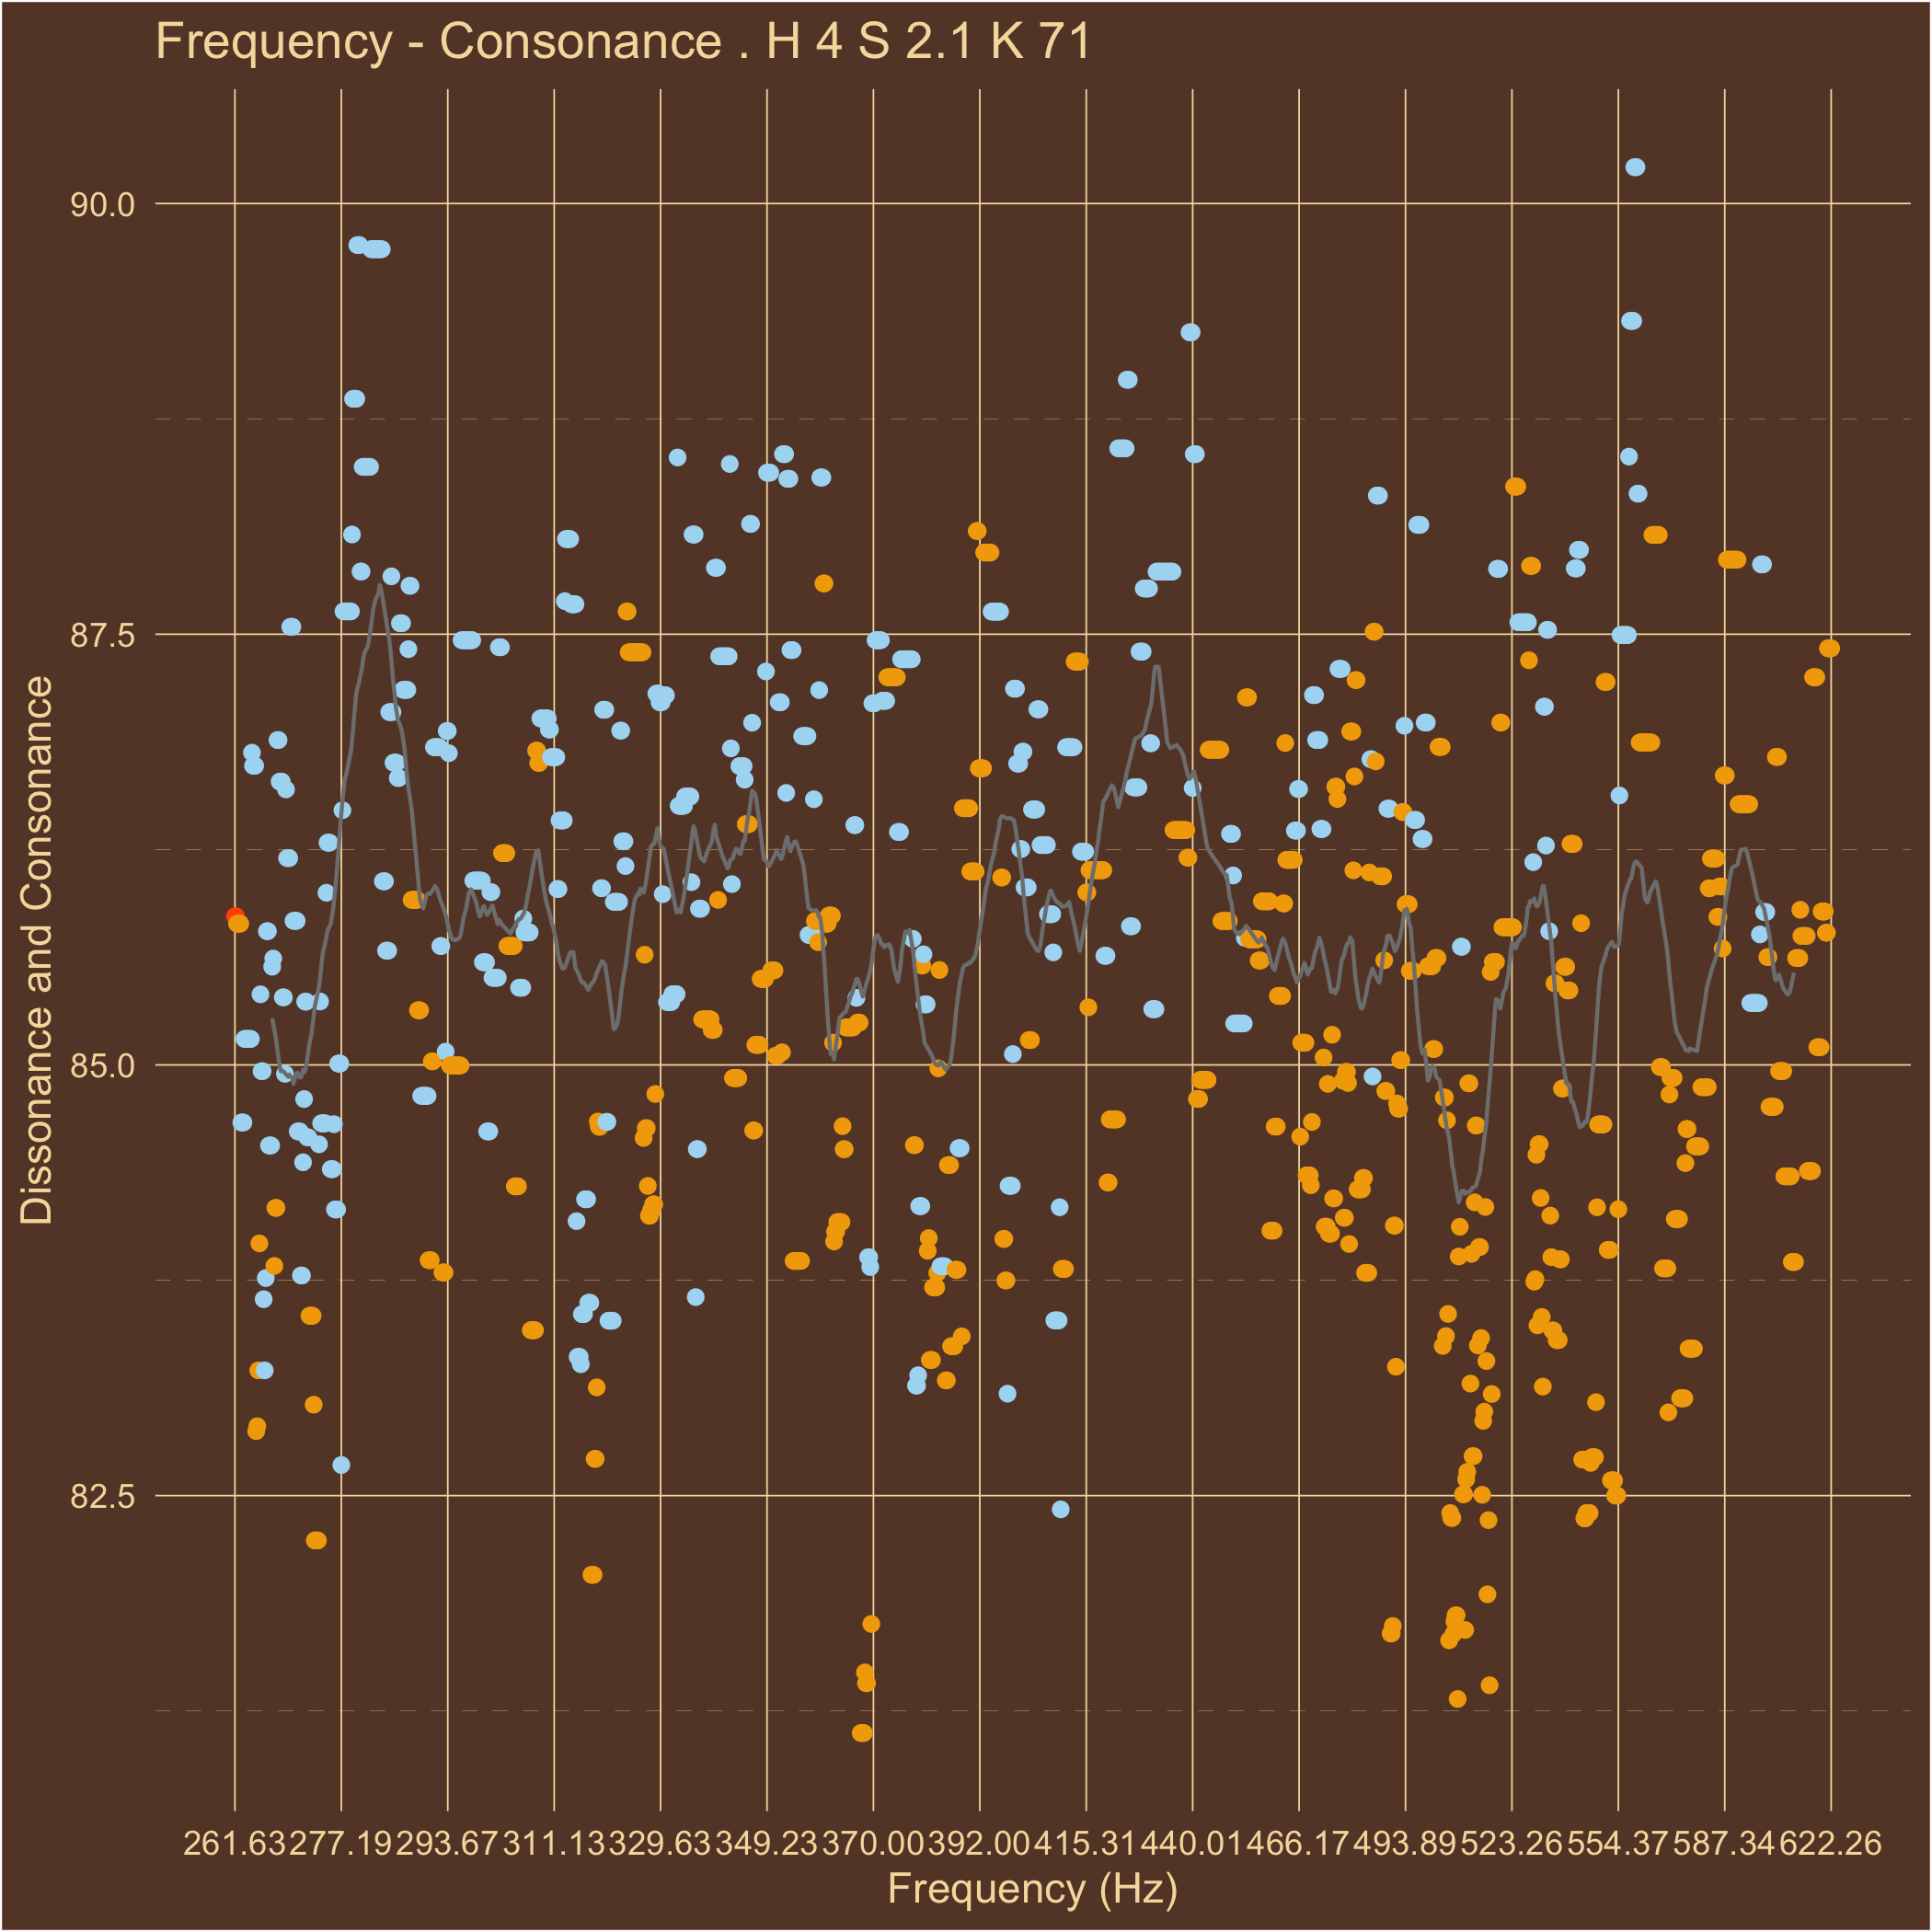 Frequency - Consonance . H 4 S 2.1 K 71
Dissonance and Consonance
90.0
87.5
85.0
82.5
261.63 277.19 293.67 311.13 329.63 349.23 370.00 392.00 415.31 440.01 466.17 493.89 523.26 554.37 587.34 622.26
Frequency (Hz)